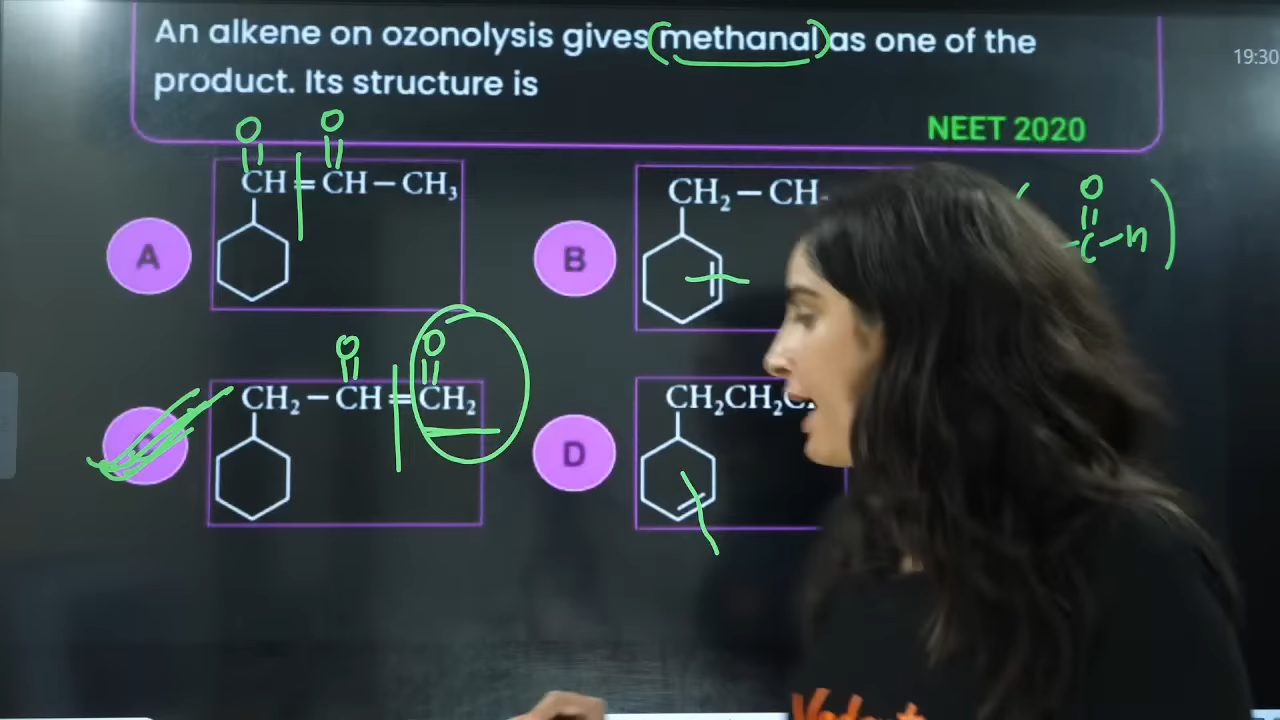 An alkene on ozonolysis gives methanal as one of the
product. Its structure is
NEET 2020
19:30
O O
A CH = CH – CH₃
B CH₂ – CH-
O
C – H
O O
CH₂ – CH = CH₂
D CH₂CH₂